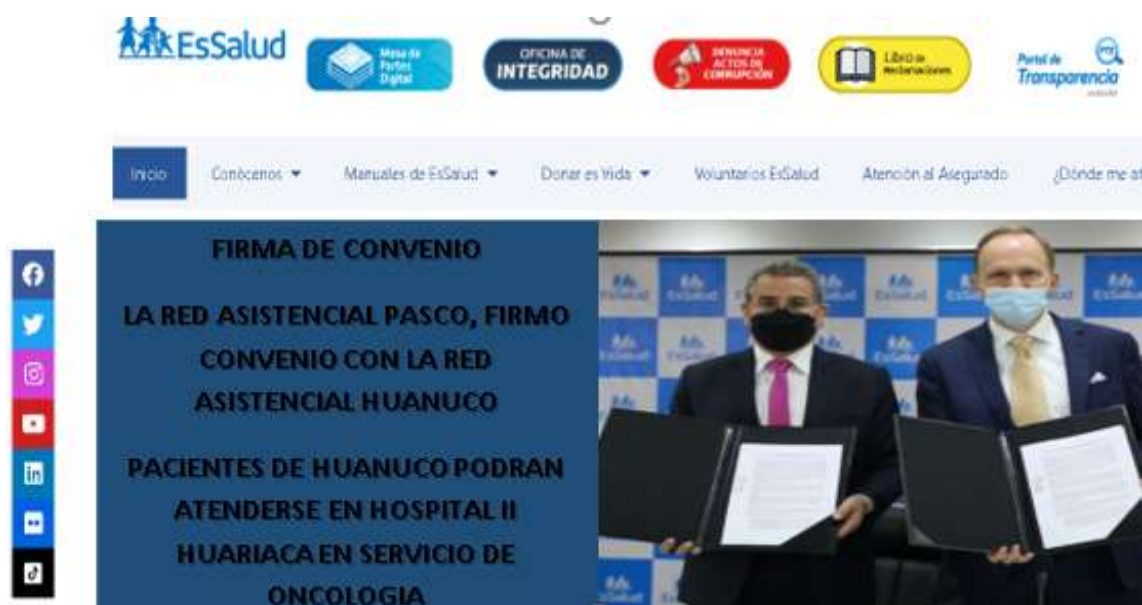 EsSalud
Mesa de
Partes
Digital
OFICINA DE
INTEGRIDAD
DENUNCIA
ACTOS DE
CORRUPCIÓN
Libro de
Reclamaciones
Portal de
Transparencia
Inicio
Conócenos
Manuales de EsSalud
Donar es Vida
Voluntarios EsSalud
Atención al Asegurado
¿Dónde me at
FIRMA DE CONVENIO
LA RED ASISTENCIAL PASCO, FIRMO
CONVENIO CON LA RED
ASISTENCIAL HUANUCO
PACIENTES DE HUANUCO PODRAN
ATENDERSE EN HOSPITAL II
HUARIACA EN SERVICIO DE
ONCOLOGIA